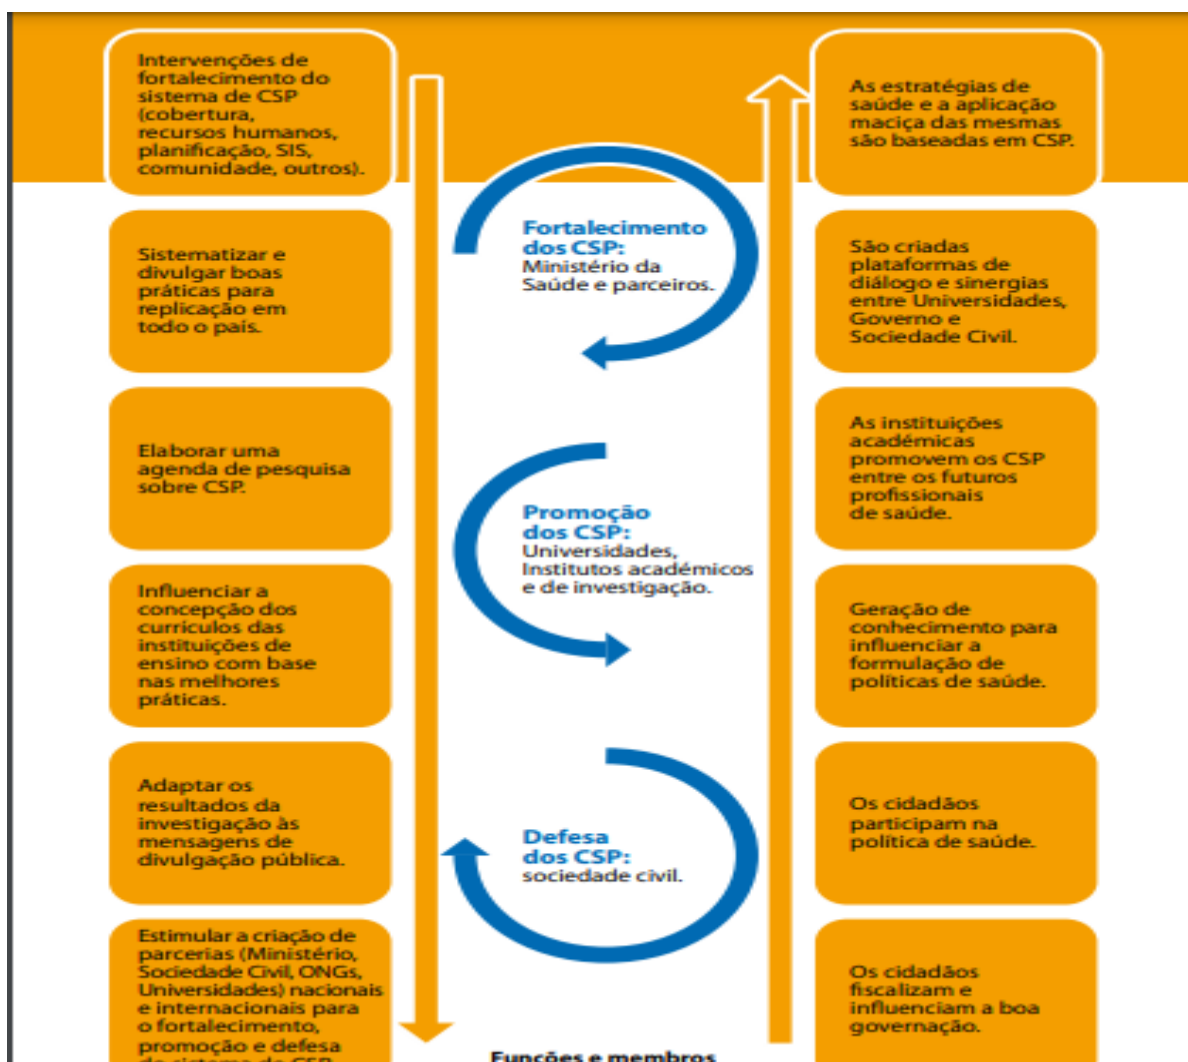 Intervenções de
fortalecimento do
sistema de CSP
(cobertura,
recursos humanos,
planificação, SIS,
comunidade, outros).
Sistematizar e
divulgar boas
práticas para
replicação em
todo o país.
Elaborar uma
agenda de pesquisa
sobre CSP.
Influenciar a
concepção dos
currículos das
instituições de
ensino com base
nas melhores
práticas.
Adaptar os
resultados da
investigação às
mensagens de
divulgação pública.
Estimular a criação de
parcerias (Ministério,
Sociedade Civil, ONGs,
Universidades) nacionais
e internacionais para
o fortalecimento,
promoção e defesa
do sistema de CSP
Fortalecimento
dos CSP:
Ministério da
Saúde e parceiros.
Promoção
dos CSP:
Universidades,
Institutos académicos
e de investigação.
Defesa
dos CSP:
sociedade civil.
Funções e membros
As estratégias de
saúde e a aplicação
maciça das mesmas
são baseadas em CSP.
São criadas
plataformas de
diálogo e sinergias
entre Universidades,
Governo e
Sociedade Civil.
As instituições
académicas
promovem os CSP
entre os futuros
profissionais
de saúde.
Geração de
conhecimento para
influenciar a
formulação de
políticas de saúde.
Os cidadãos
participam na
política de saúde.
Os cidadãos
fiscalizam e
influenciam a boa
governação.